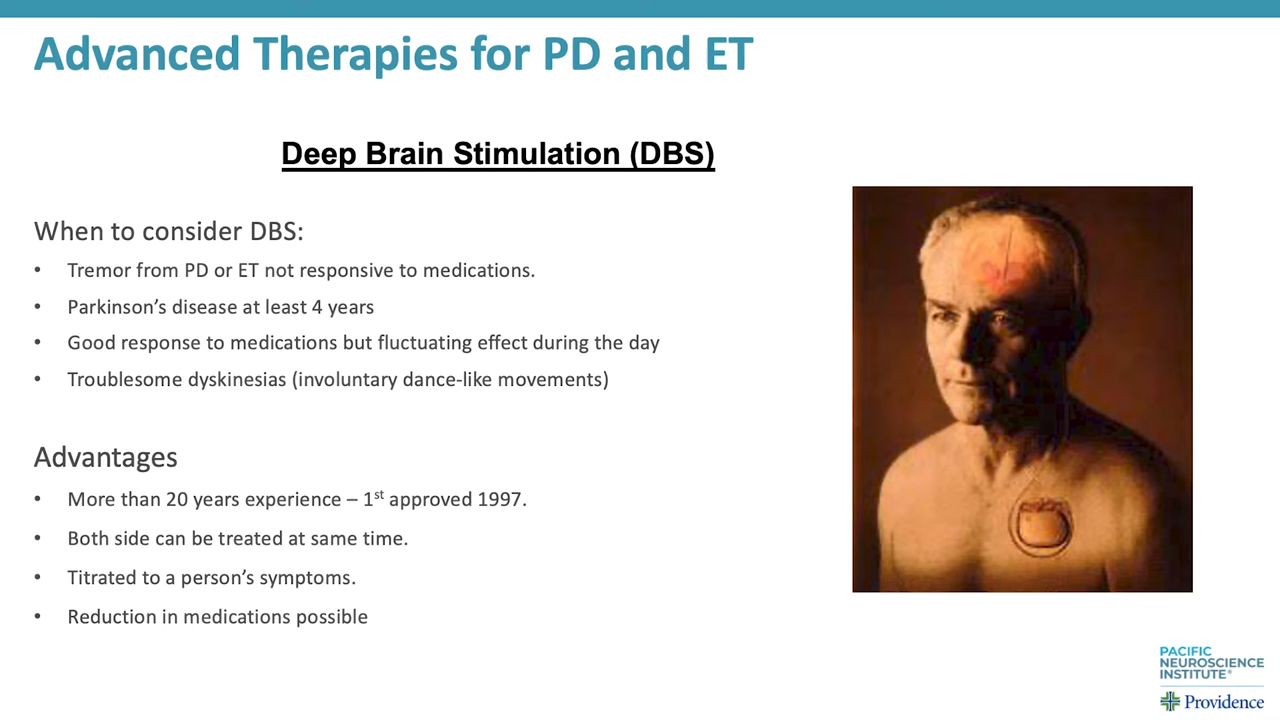 Advanced Therapies for PD and ET
Deep Brain Stimulation (DBS)
When to consider DBS:
• Tremor from PD or ET not responsive to medications.
• Parkinson’s disease at least 4 years
• Good response to medications but fluctuating effect during the day
• Troublesome dyskinesias (involuntary dance-like movements)
Advantages
• More than 20 years experience – 1st approved 1997.
• Both side can be treated at same time.
• Titrated to a person’s symptoms.
• Reduction in medications possible
PACIFIC
NEUROSCIENCE
INSTITUTE®
Providence